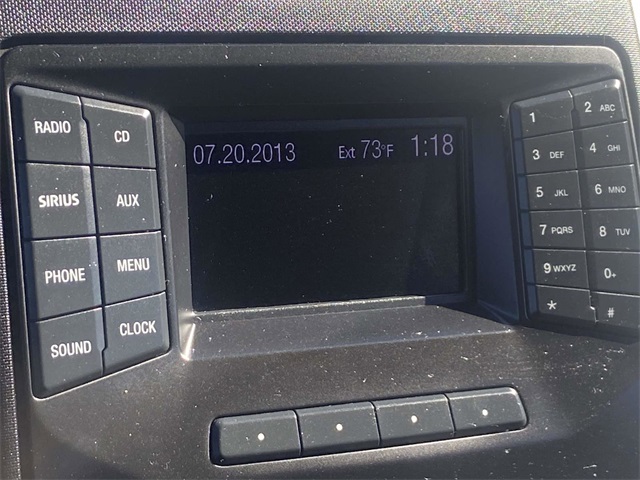 07.20.2013 Ext 73°F 1:18
RADIO CD
SIRIUS AUX
PHONE MENU
SOUND CLOCK
1 2 ABC
3 DEF 4 GHI
5 JKL 6 MNO
7 PQRS 8 TUV
9 WXYZ 0+
* #